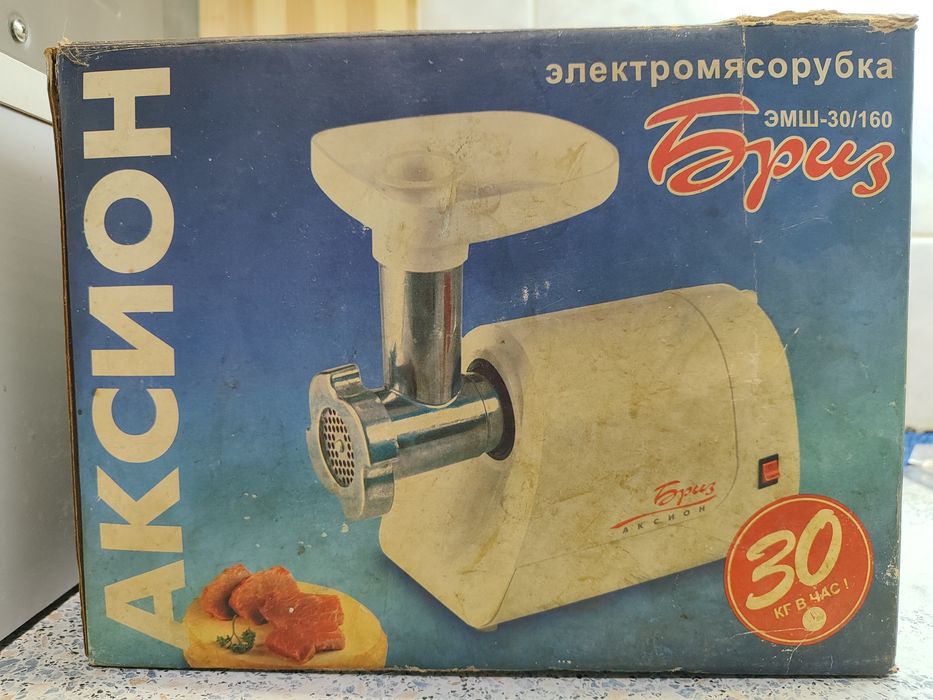 АКСИОН
электромясорубка
ЭМШ-30/160
Бриз
Бриз
АКСИОН
30
КГ В ЧАС!